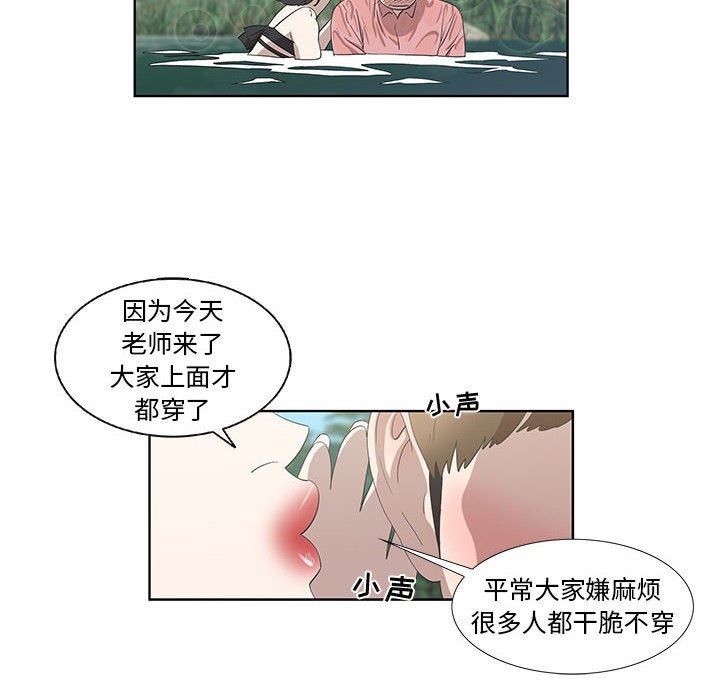 因为今天
老师来了
大家上面才
都穿了
小声
小声
平常大家嫌麻烦
很多人都干脆不穿